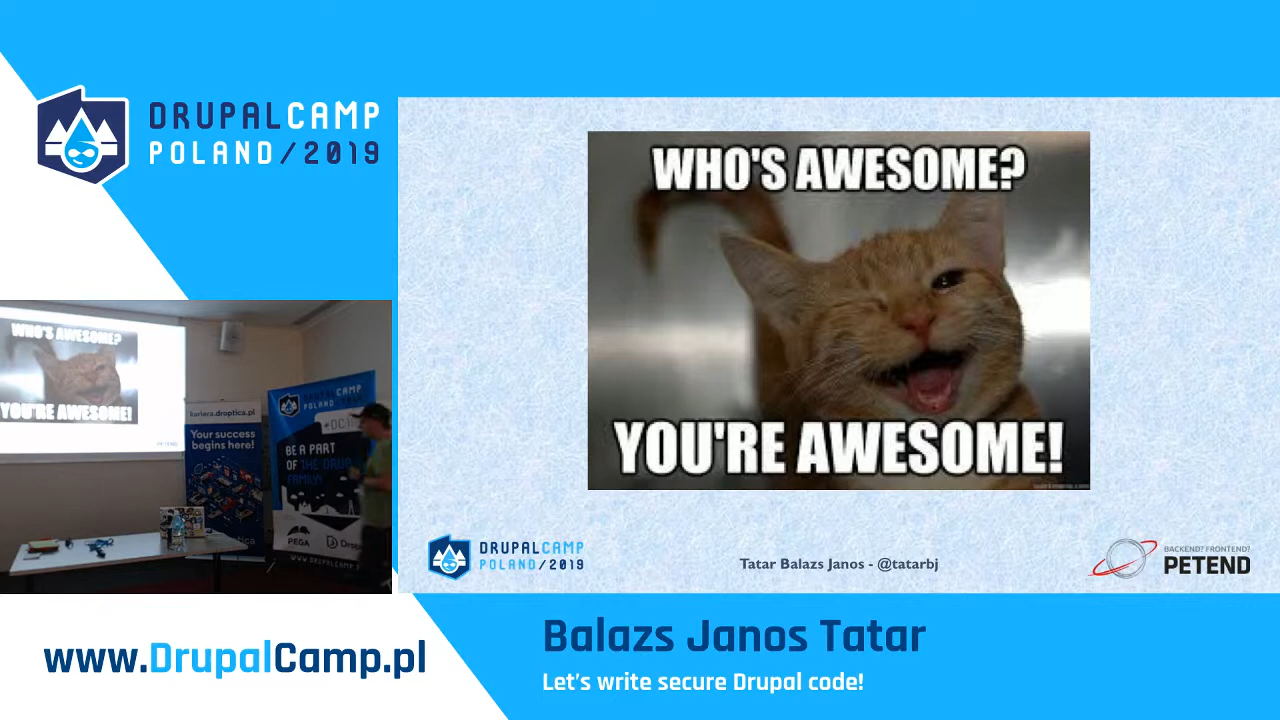 DRUPALCAMP
POLAND/2019
WHO'S AWESOME?
YOU'RE AWESOME!
WHO'S AWESOME?
YOU'RE AWESOME!
kariera.droptica.pl
Your success
begins here!
DRUPALCAMP
POLAND
BE A PART
OF THE DRUPAL
FAMILY!
PEGA
DRUPALCAMP
POLAND/2019
Tatar Balazs Janos - @tatarbj
BACKEND? FRONTEND?
PETEND
www.DrupalCamp.pl
Balazs Janos Tatar
Let's write secure Drupal code!